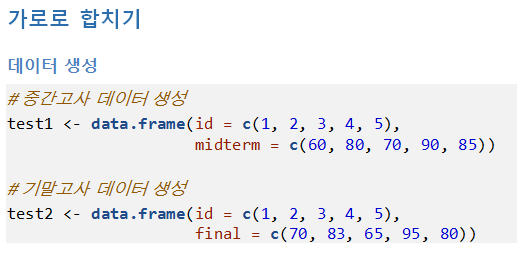 가로로 합치기
데이터 생성
# 중간고사 데이터 생성
test1 <- data.frame(id = c(1, 2, 3, 4, 5),
                    midterm = c(60, 80, 70, 90, 85))
# 기말고사 데이터 생성
test2 <- data.frame(id = c(1, 2, 3, 4, 5),
                    final = c(70, 83, 65, 95, 80))